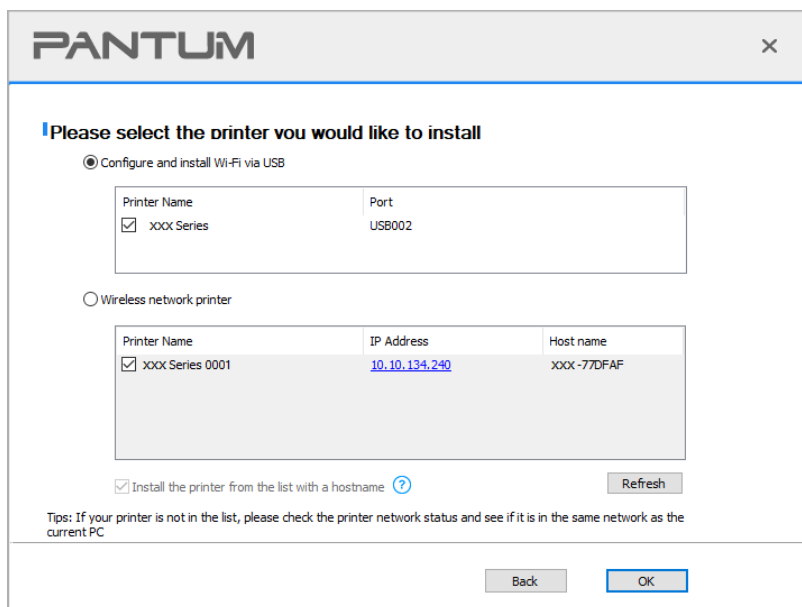 PANTUM
Please select the printer you would like to install
Configure and install Wi-Fi via USB
Printer Name Port
XXX Series USB002
Wireless network printer
Printer Name IP Address Host name
XXX Series 0001 10.10.134.240 XXX-77DFAF
Install the printer from the list with a hostname ? Refresh
Tips: If your printer is not in the list, please check the printer network status and see if it is in the same network as the
current PC
Back OK